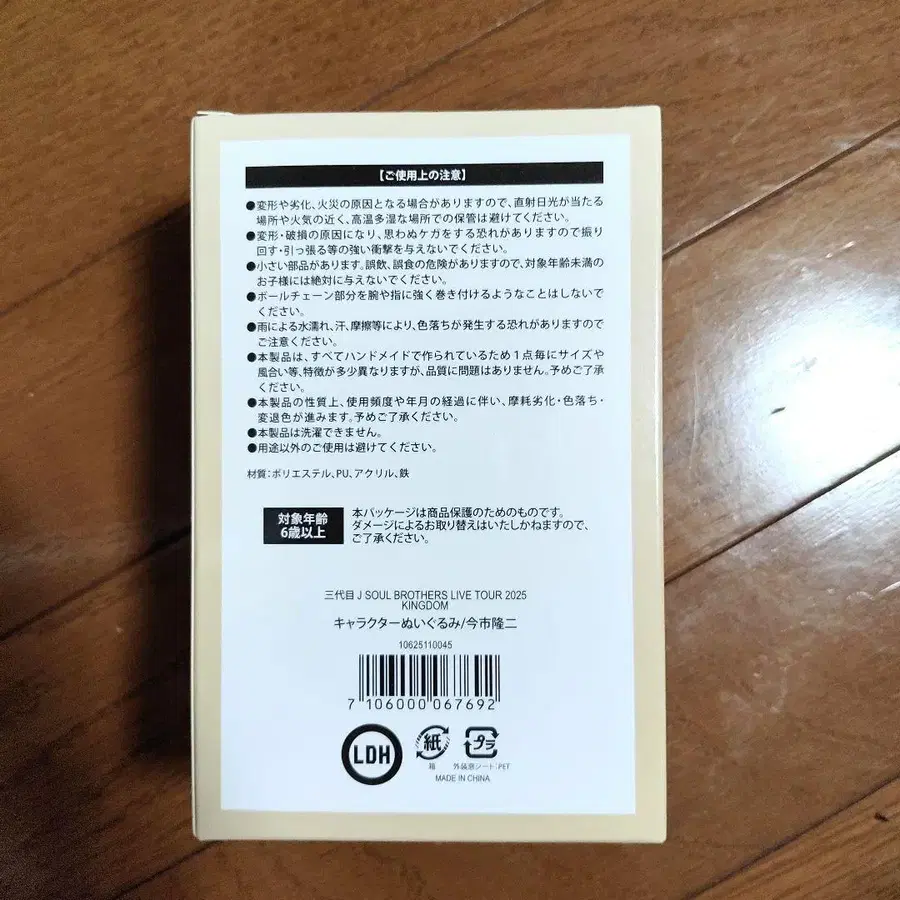 【ご使用上の注意】
●変形や劣化、火災の原因となる場合がありますので、直射日光が当たる
場所や火気の近く、高温多湿な場所での保管は避けてください。
●変形・破損の原因になり、思わぬケガをする恐れがありますので振り
回す・引っ張る等の強い衝撃を与えないでください。
●小さい部品があります。誤飲、誤食の危険がありますので、対象年齢未満の
お子様には絶対に与えないでください。
●ボールチェーン部分を腕や指に強く巻き付けるようなことはしないで
ください。
●雨による水濡れ、汗、摩擦等により、色落ちが発生する恐れがありますので
ご注意ください。
●本製品は、すべてハンドメイドで作られているため1点毎にサイズや
風合い等、特徴が多少異なりますが、品質に問題はありません。予めご了承
ください。
●本製品の性質上、使用頻度や年月の経過に伴い、摩耗劣化・色落ち・
変退色が進みます。予めご了承ください。
●本製品は洗濯できません。
●用途以外のご使用は避けてください。
材質：ポリエステル、PU、アクリル、鉄
対象年齢
6歳以上
本パッケージは商品保護のためのものです。
ダメージによるお取り替えはいたしかねますので、
ご了承ください。
三代目 J SOUL BROTHERS LIVE TOUR 2025
KINGDOM
キャラクターぬいぐるみ/今市隆二
10625110045
7 106000 067692
LDH
紙
プラ
箱
外装窓シート：PET
MADE IN CHINA